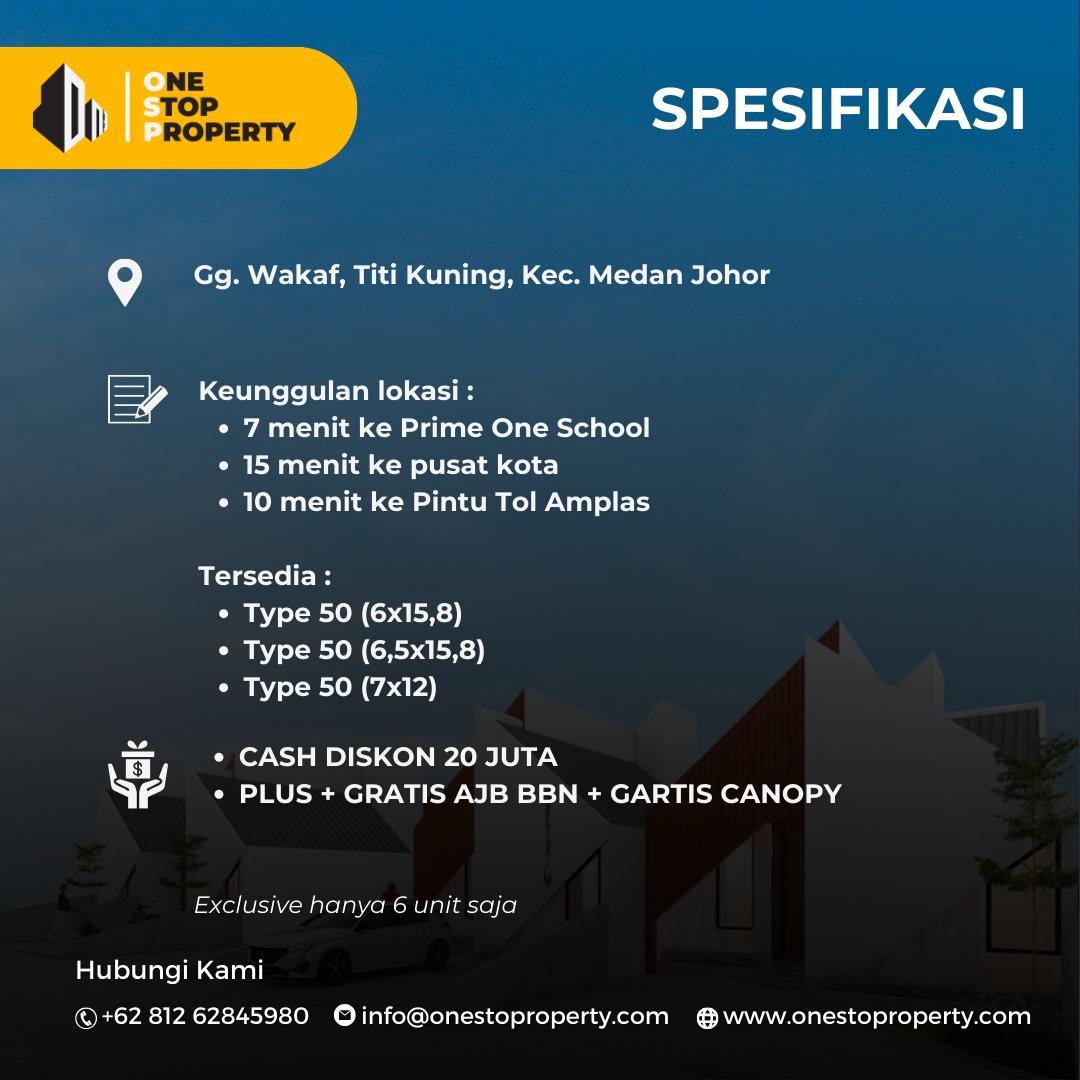 ONE
STOP
PROPERTY
SPESIFIKASI
Gg. Wakaf, Titi Kuning, Kec. Medan Johor
Keunggulan lokasi :
• 7 menit ke Prime One School
• 15 menit ke pusat kota
• 10 menit ke Pintu Tol Amplas
Tersedia :
• Type 50 (6x15,8)
• Type 50 (6,5x15,8)
• Type 50 (7x12)
$
• CASH DISKON 20 JUTA
• PLUS + GRATIS AJB BBN + GARTIS CANOPY
Exclusive hanya 6 unit saja
Hubungi Kami
+62 812 62845980 info@onestoproperty.com www.onestoproperty.com